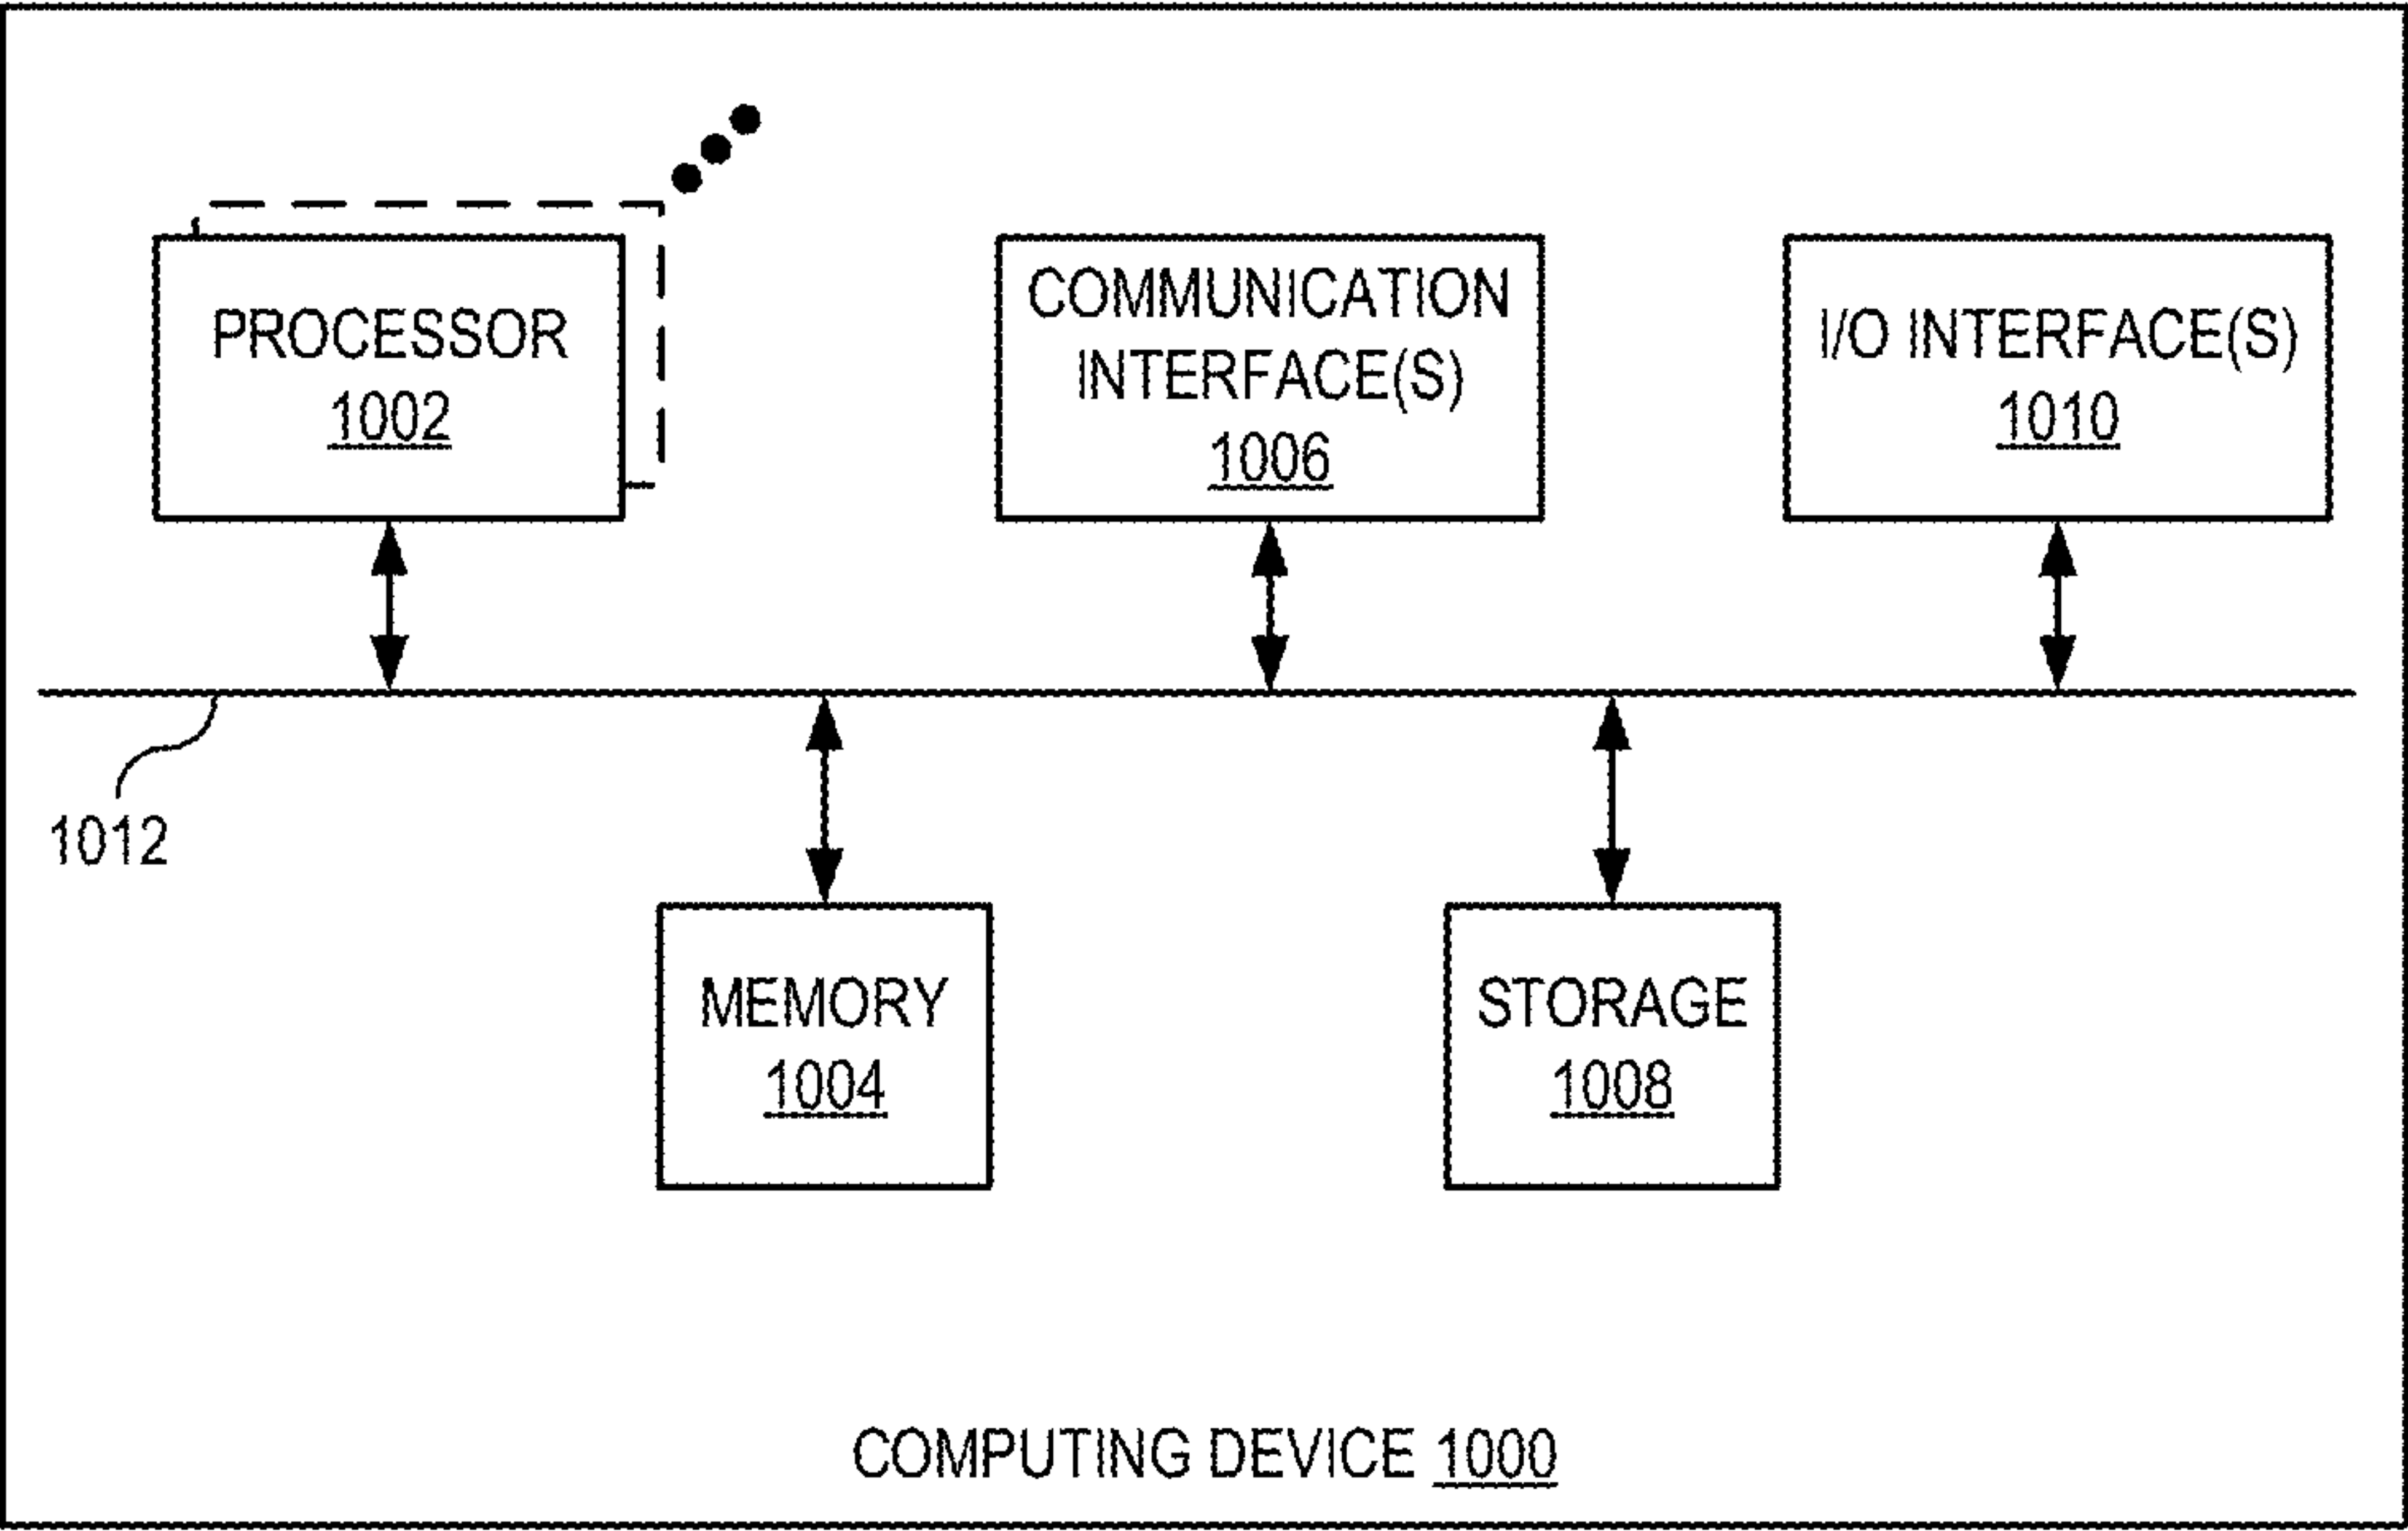 PROCESSOR
1002
COMMUNICATION
INTERFACE(S)
1006
I/O INTERFACE(S)
1010
1012
MEMORY
1004
STORAGE
1008
COMPUTING DEVICE 1000